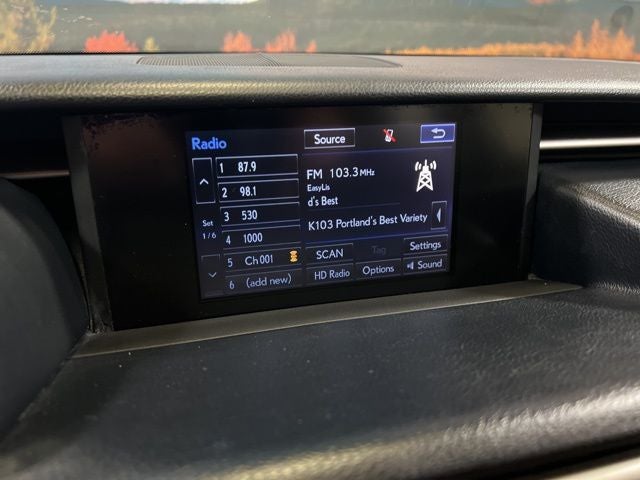 Radio
Source
1 87.9
2 98.1
3 530
4 1000
5 Ch 001
6 (add new)
Set
1/6
FM 103.3 MHz
EasyLis
d's Best
K103 Portland's Best Variety
SCAN
Tag
Settings
HD Radio
Options
Sound